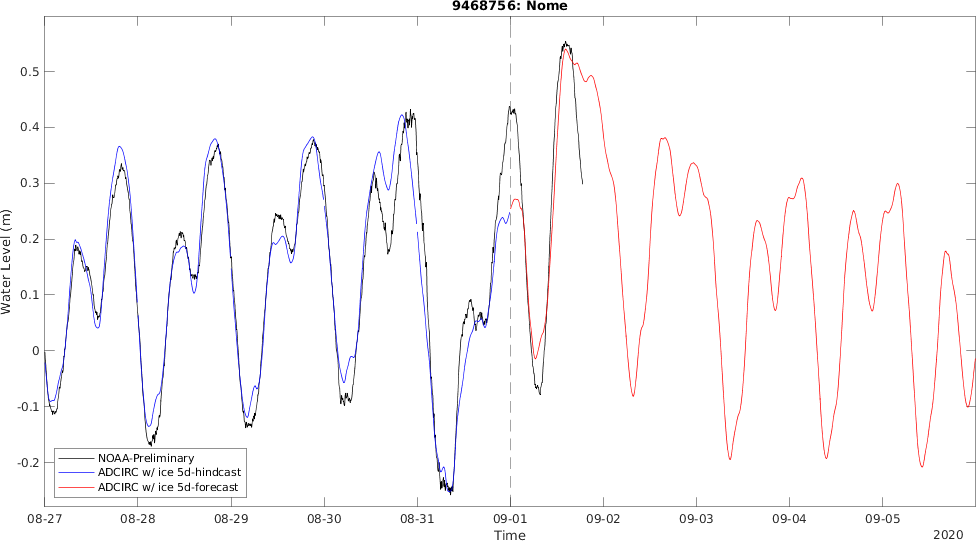 9468756: Nome
Water Level (m)
0.5
0.4
0.3
0.2
0.1
0
-0.1
-0.2
NOAA-Preliminary
ADCIRC w/ ice 5d-hindcast
ADCIRC w/ ice 5d-forecast
08-27 08-28 08-29 08-30 08-31 09-01 09-02 09-03 09-04 09-05
Time
2020